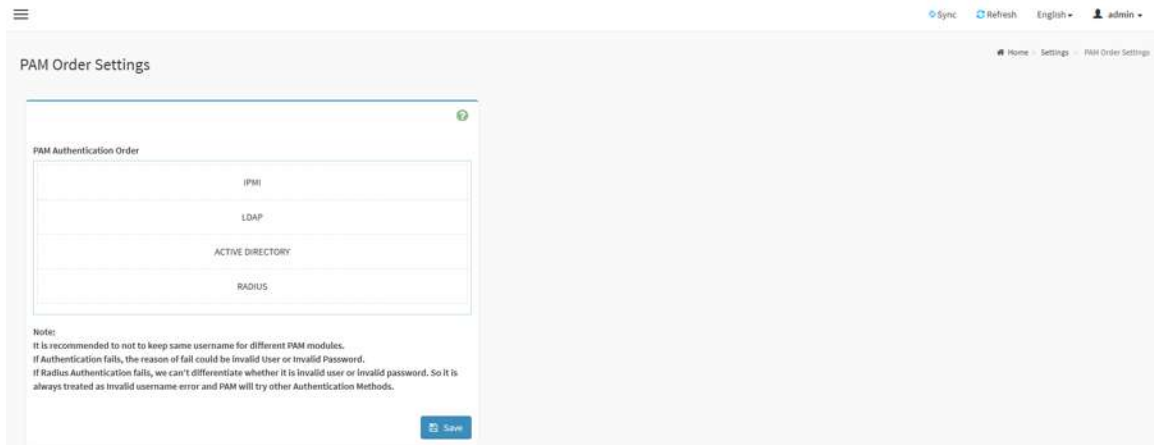 Sync Refresh English admin
Home Settings PAM Order Settings
PAM Order Settings
PAM Authentication Order
IPMI
LDAP
ACTIVE DIRECTORY
RADIUS
Note:
It is recommended to not to keep same username for different PAM modules.
If Authentication fails, the reason of fail could be invalid User or Invalid Password.
If Radius Authentication fails, we can't differentiate whether it is invalid user or invalid password. So it is
always treated as Invalid username error and PAM will try other Authentication Methods.
Save